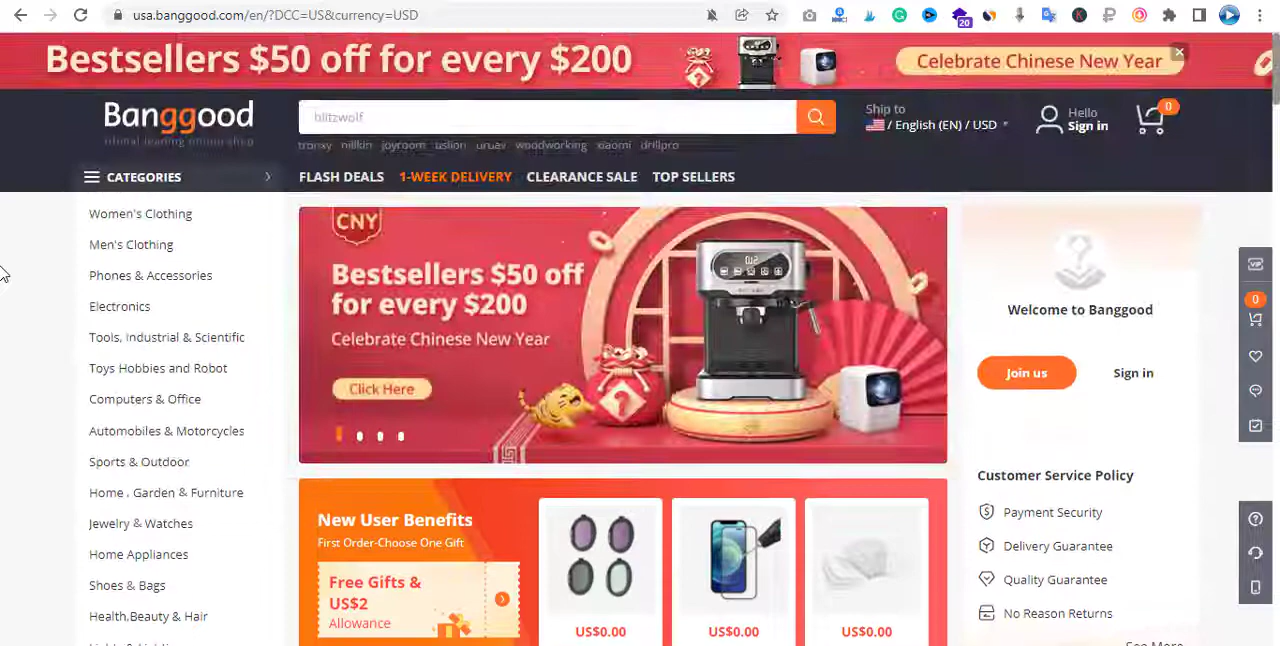 usa.banggood.com/en/?DCC=US&currency=USD
20
Bestsellers $50 off for every $200
Celebrate Chinese New Year
Banggood
blitzwolf
Ship to
/ English (EN) / USD
Hello
Sign in
0
tronxy nillkin joyroom uslion uruav woodworking xiaomi drillpro
CATEGORIES
FLASH DEALS 1-WEEK DELIVERY CLEARANCE SALE TOP SELLERS
Women's Clothing
Men's Clothing
Phones & Accessories
Electronics
Tools, Industrial & Scientific
Toys Hobbies and Robot
Computers & Office
Automobiles & Motorcycles
Sports & Outdoor
Home , Garden & Furniture
Jewelry & Watches
Home Appliances
Shoes & Bags
Health,Beauty & Hair
CNY
Bestsellers $50 off
for every $200
Celebrate Chinese New Year
Click Here
Welcome to Banggood
Join us
Sign in
VIP
0
Customer Service Policy
Payment Security
Delivery Guarantee
Quality Guarantee
No Reason Returns
See More
New User Benefits
First Order-Choose One Gift
Free Gifts &
US$2
Allowance
US$0.00
US$0.00
US$0.00